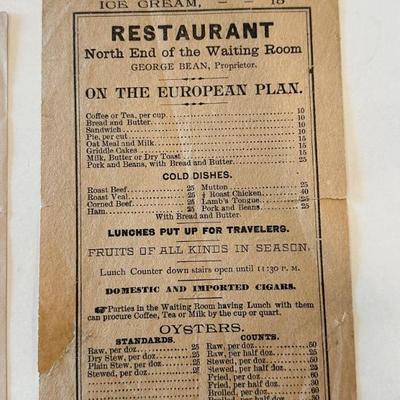 ICE CREAM, - - 15
RESTAURANT
North End of the Waiting Room
GEORGE BEAN, Proprietor.
ON THE EUROPEAN PLAN.
Coffee or Tea, per cup 10
Bread and Butter 10
Sandwich 10
Pie, per cut 10
Oat Meal and Milk 15
Griddle Cakes 15
Milk, Butter or Dry Toast 15
Pork and Beans, with Bread and Butter 25
COLD DISHES.
Roast Beef 25 Mutton 25
Roast Veal 25 ½ Roast Chicken 40
Corned Beef 25 Lamb's Tongue 25
Ham 25 Pork and Beans 25
With Bread and Butter.
LUNCHES PUT UP FOR TRAVELERS.
FRUITS OF ALL KINDS IN SEASON.
Lunch Counter down stairs open until 11:30 P. M.
DOMESTIC AND IMPORTED CIGARS.
☞Parties in the Waiting Room having Lunch with them
can procure Coffee, Tea or Milk by the cup or quart.
OYSTERS.
STANDARDS. COUNTS.
Raw, per doz 25 Raw, per doz 50
Dry Stew, per doz 25 Raw, per half doz 25
Plain Stew, per doz 25 Stewed, per doz 50
Stewed, per doz 25 Stewed, per half doz 25
Fried, per doz 60
Fried, per half doz 30
Broiled, per doz 60